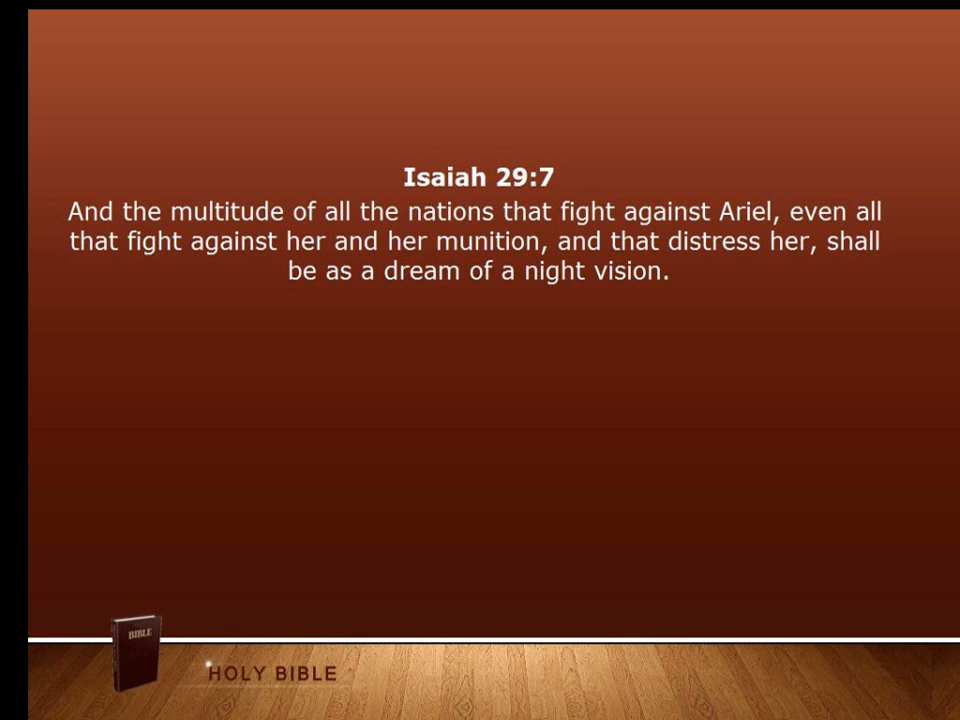 Isaiah 29:7
And the multitude of all the nations that fight against Ariel, even all
that fight against her and her munition, and that distress her, shall
be as a dream of a night vision.
BIBLE
HOLY BIBLE